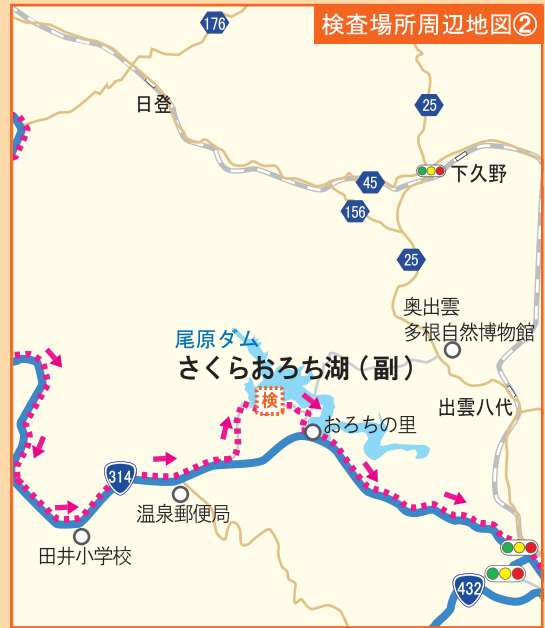 検査場所周辺地図②
176
日登
25
下久野
45
156
25
奥出雲
多根自然博物館
尾原ダム
さくらおろち湖(副)
検
出雲八代
おろちの里
314
温泉郵便局
田井小学校
432